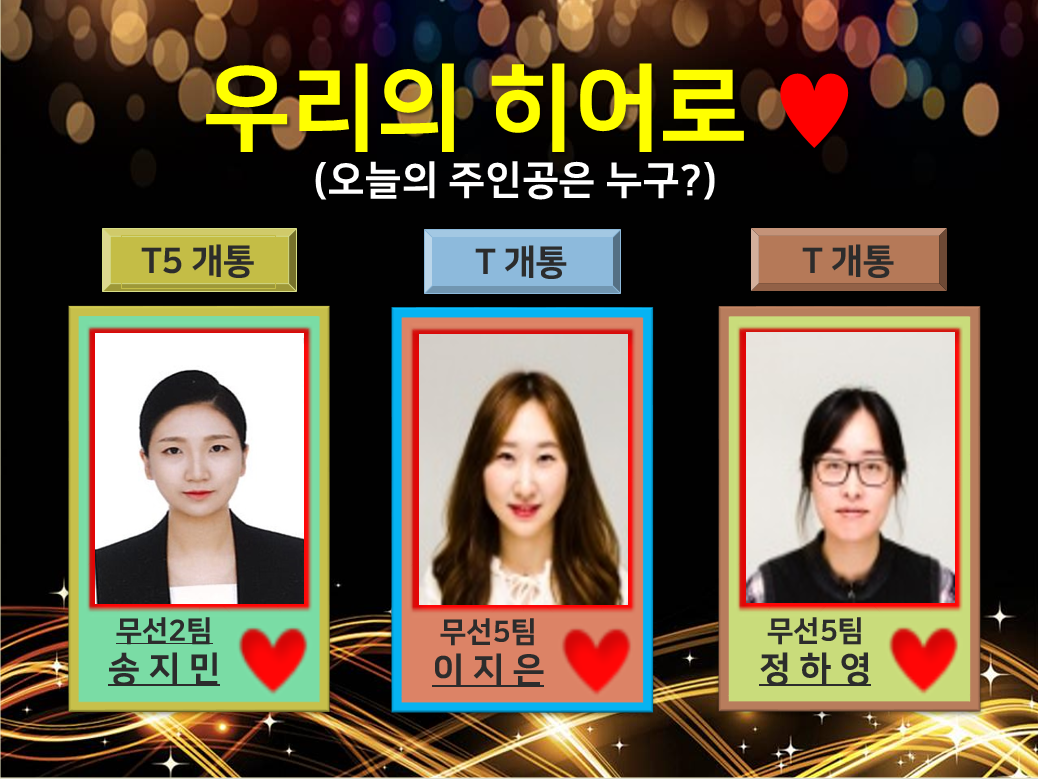 우리의 히어로 ♥
(오늘의 주인공은 누구?)
T5 개통
T 개통
T 개통
무선2팀
송 지 민
무선5팀
이 지 은
무선5팀
정 하 영